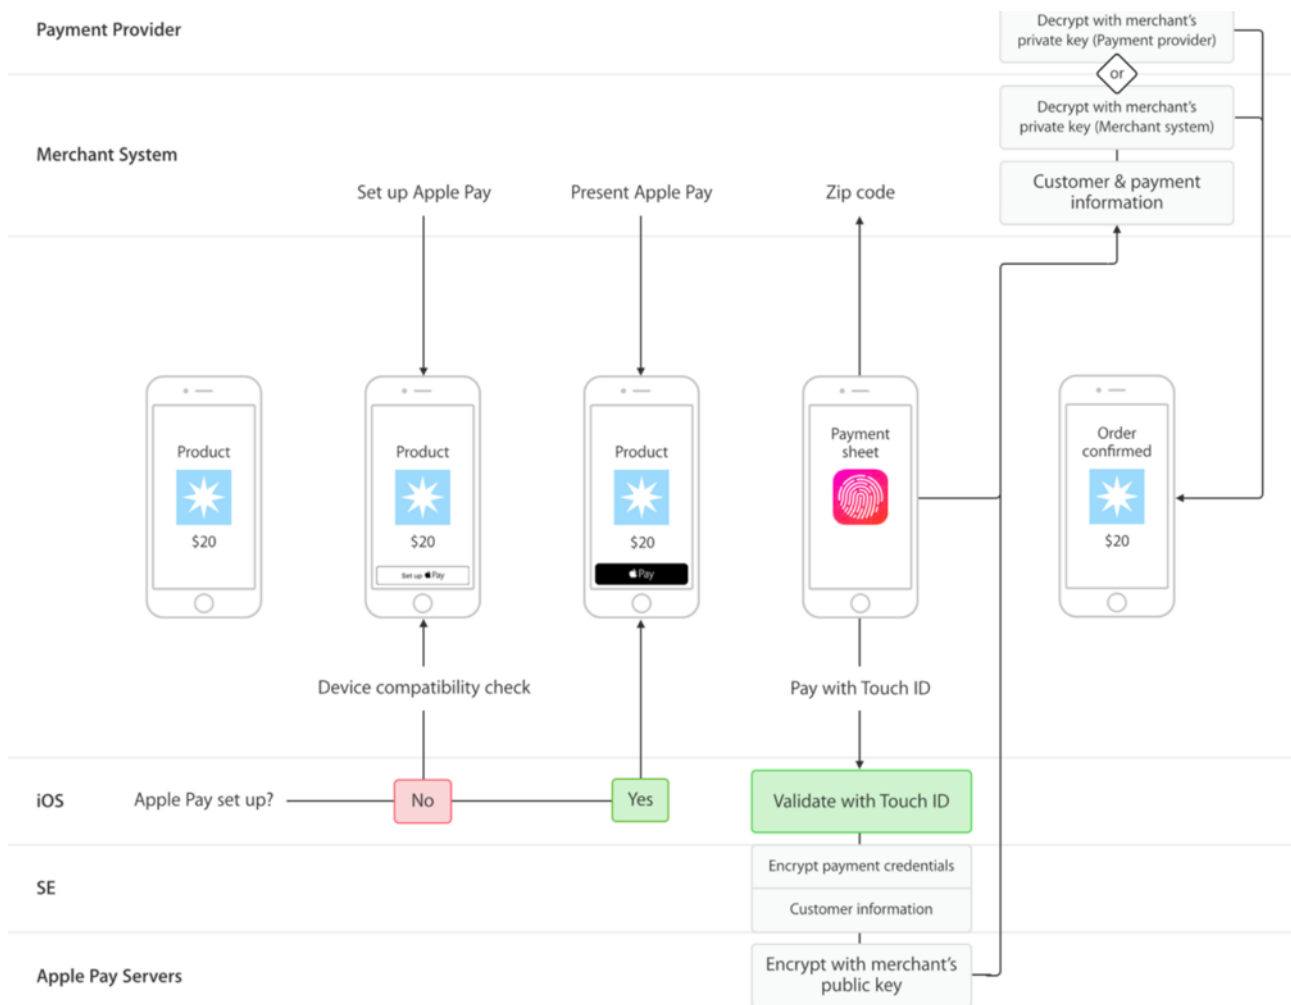 Payment Provider
Decrypt with merchant's
private key (Payment provider)
or
Decrypt with merchant's
private key (Merchant system)
Merchant System
Customer & payment
information
Set up Apple Pay
Present Apple Pay
Zip code
Product
$20
Product
$20
Set up Pay
Product
$20
Pay
Payment
sheet
Order
confirmed
$20
Device compatibility check
Pay with Touch ID
iOS
Apple Pay set up?
No
Yes
Validate with Touch ID
SE
Encrypt payment credentials
Customer information
Apple Pay Servers
Encrypt with merchant's
public key